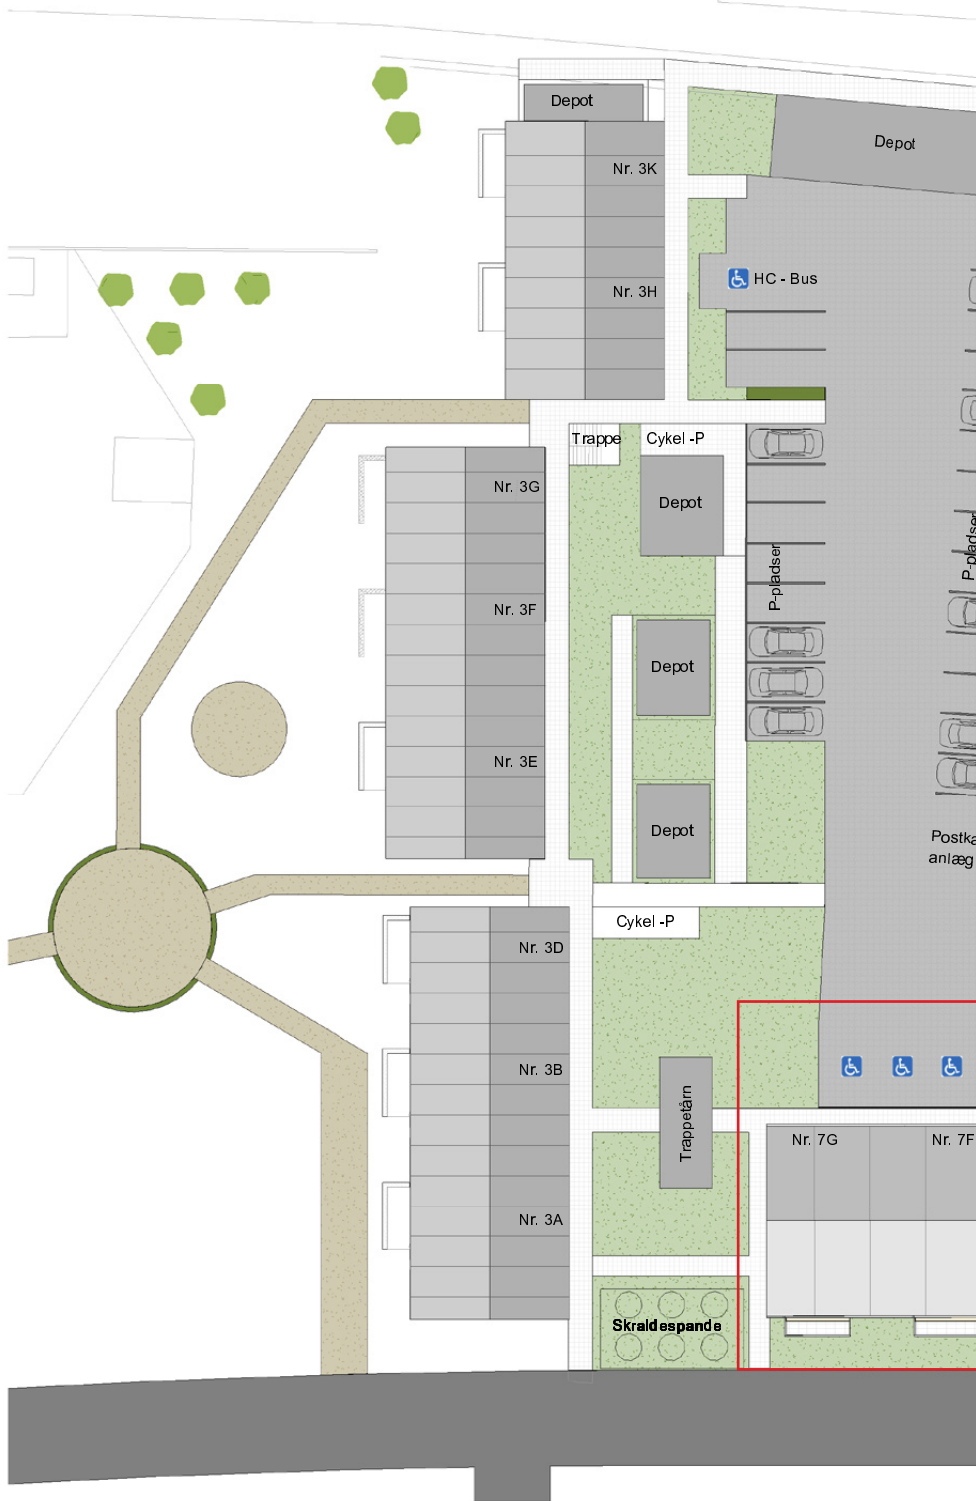 Depot
Depot
Nr. 3K
HC - Bus
Nr. 3H
Trappe
Cykel -P
Nr. 3G
Depot
P-pladser
P-pladser
Nr. 3F
Depot
Nr. 3E
Depot
Postka
anlæg
Cykel -P
Nr. 3D
Nr. 3B
Trappetårn
Nr. 7G
Nr. 7F
Nr. 3A
Skraldespande